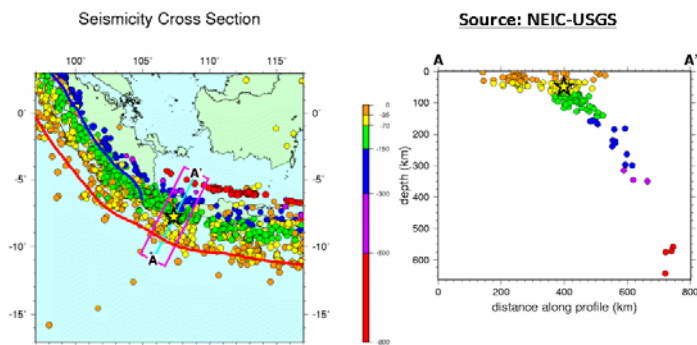 Seismicity Cross Section
Source: NEIC-USGS
100° 105° 110° 115°
0°
-5°
-10°
-15°
A'
A
0
-35
-70
-150
-300
-500
-800
A A'
0
100
200
300
400
500
600
depth (km)
0 200 400 600 800
distance along profile (km)